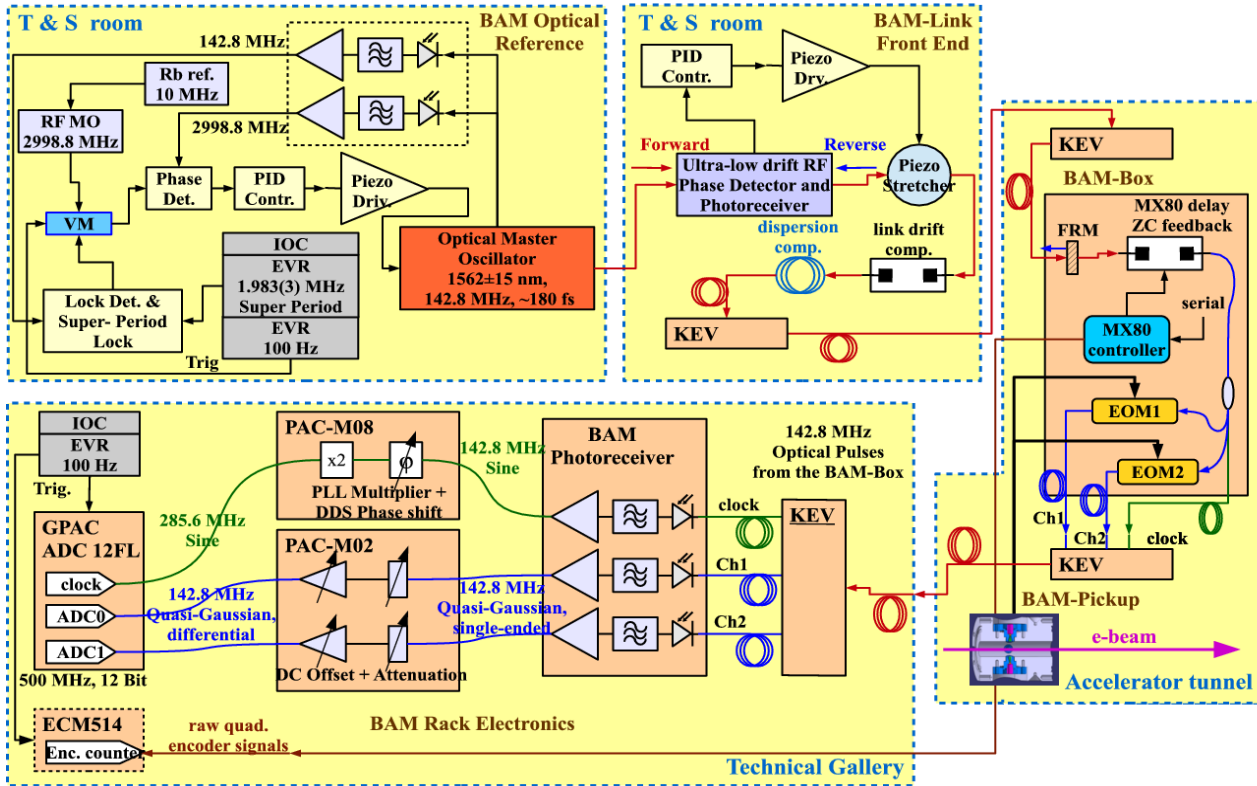 T & S room
BAM Optical
Reference
142.8 MHz
Rb ref.
10 MHz
RF MO
2998.8 MHz
2998.8 MHz
VM
Phase
Det.
PID
Contr.
Piezo
Driv.
IOC
EVR
1.983(3) MHz
Super Period
EVR
100 Hz
Lock Det. &
Super- Period
Lock
Trig
Optical Master
Oscillator
1562±15 nm,
142.8 MHz, ~180 fs
T & S room
BAM-Link
Front End
PID
Contr.
Piezo
Drv.
Forward
Reverse
Ultra-low drift RF
Phase Detector and
Photoreceiver
Piezo
Stretcher
dispersion
comp.
link drift
comp.
KEV
KEV
BAM-Box
MX80 delay
ZC feedback
FRM
serial
MX80
controller
EOM1
EOM2
Ch1
Ch2
clock
KEV
BAM-Pickup
e-beam
Accelerator tunnel
IOC
EVR
100 Hz
Trig.
GPAC
ADC 12FL
clock
ADC0
ADC1
500 MHz, 12 Bit
ECM514
Enc. counter
raw quad.
encoder signals
285.6 MHz
Sine
142.8 MHz
Quasi-Gaussian,
differential
PAC-M08
x2
φ
PLL Multiplier +
DDS Phase shift
PAC-M02
DC Offset + Attenuation
142.8 MHz
Sine
142.8 MHz
Quasi-Gaussian,
single-ended
BAM
Photoreceiver
142.8 MHz
Optical Pulses
from the BAM-Box
clock
Ch1
Ch2
KEV
BAM Rack Electronics
Technical Gallery